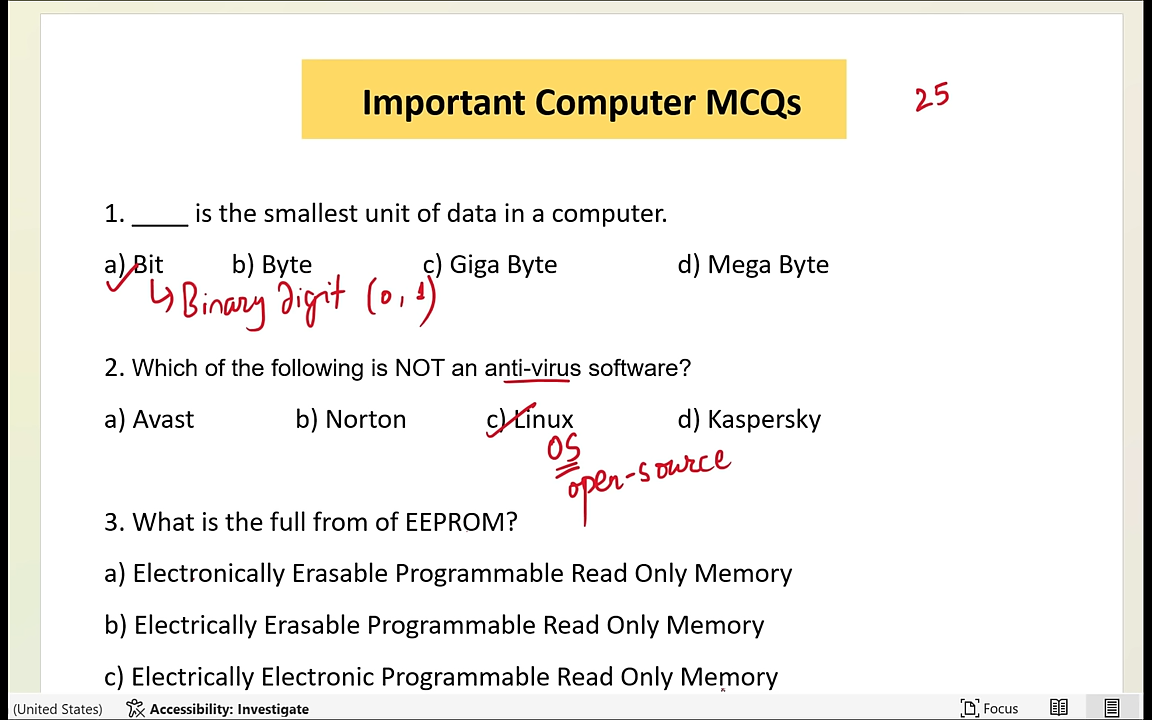 Important Computer MCQs
25
1. ____ is the smallest unit of data in a computer.
a) Bit b) Byte c) Giga Byte d) Mega Byte
Binary digit (0, 1)
2. Which of the following is NOT an anti-virus software?
a) Avast b) Norton c) Linux d) Kaspersky
OS
open-source
3. What is the full from of EEPROM?
a) Electronically Erasable Programmable Read Only Memory
b) Electrically Erasable Programmable Read Only Memory
c) Electrically Electronic Programmable Read Only Memory
(United States) Accessibility: Investigate Focus